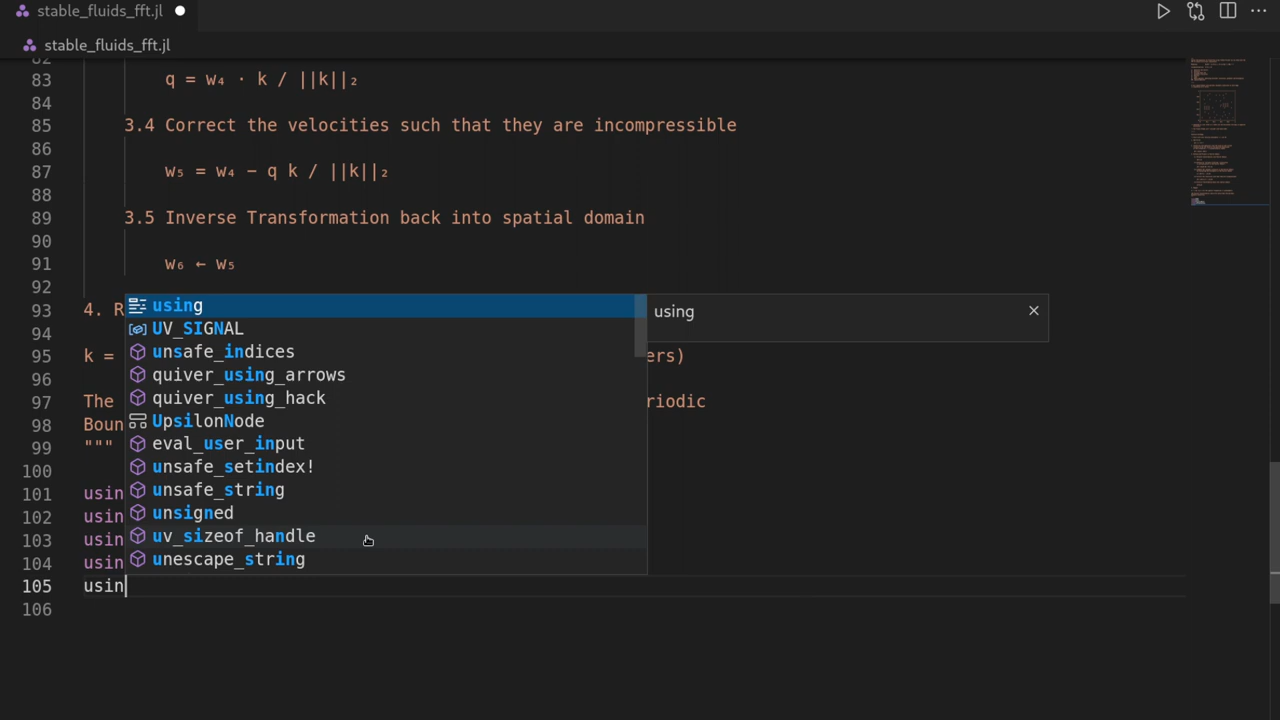 stable_fluids_fft.jl
stable_fluids_fft.jl
82
83 q = w₄ ⋅ k / ||k||₂
84
85 3.4 Correct the velocities such that they are incompressible
86
87 w₅ = w₄ − q k / ||k||₂
88
89 3.5 Inverse Transformation back into spatial domain
90
91 w₆ ← w₅
92
93 4. R
94
95 k = ers)
96
97 The riodic
98 Boun
99 """
100
101 usin
102 usin
103 usin
104 usin
105 usin
106
using
UV_SIGNAL
unsafe_indices
quiver_using_arrows
quiver_using_hack
UpsilonNode
eval_user_input
unsafe_setindex!
unsafe_string
unsigned
uv_sizeof_handle
unescape_string
using